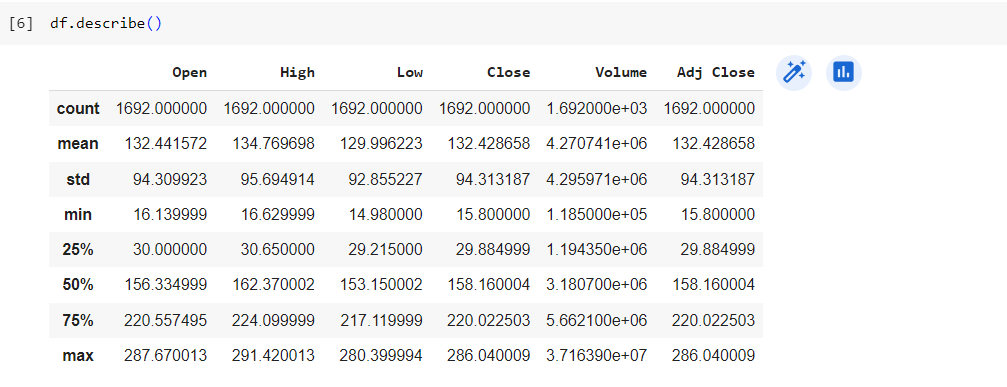 [6] df.describe()
Open High Low Close Volume Adj Close
count 1692.000000 1692.000000 1692.000000 1692.000000 1.692000e+03 1692.000000
mean 132.441572 134.769698 129.996223 132.428658 4.270741e+06 132.428658
std 94.309923 95.694914 92.855227 94.313187 4.295971e+06 94.313187
min 16.139999 16.629999 14.980000 15.800000 1.185000e+05 15.800000
25% 30.000000 30.650000 29.215000 29.884999 1.194350e+06 29.884999
50% 156.334999 162.370002 153.150002 158.160004 3.180700e+06 158.160004
75% 220.557495 224.099999 217.119999 220.022503 5.662100e+06 220.022503
max 287.670013 291.420013 280.399994 286.040009 3.716390e+07 286.040009